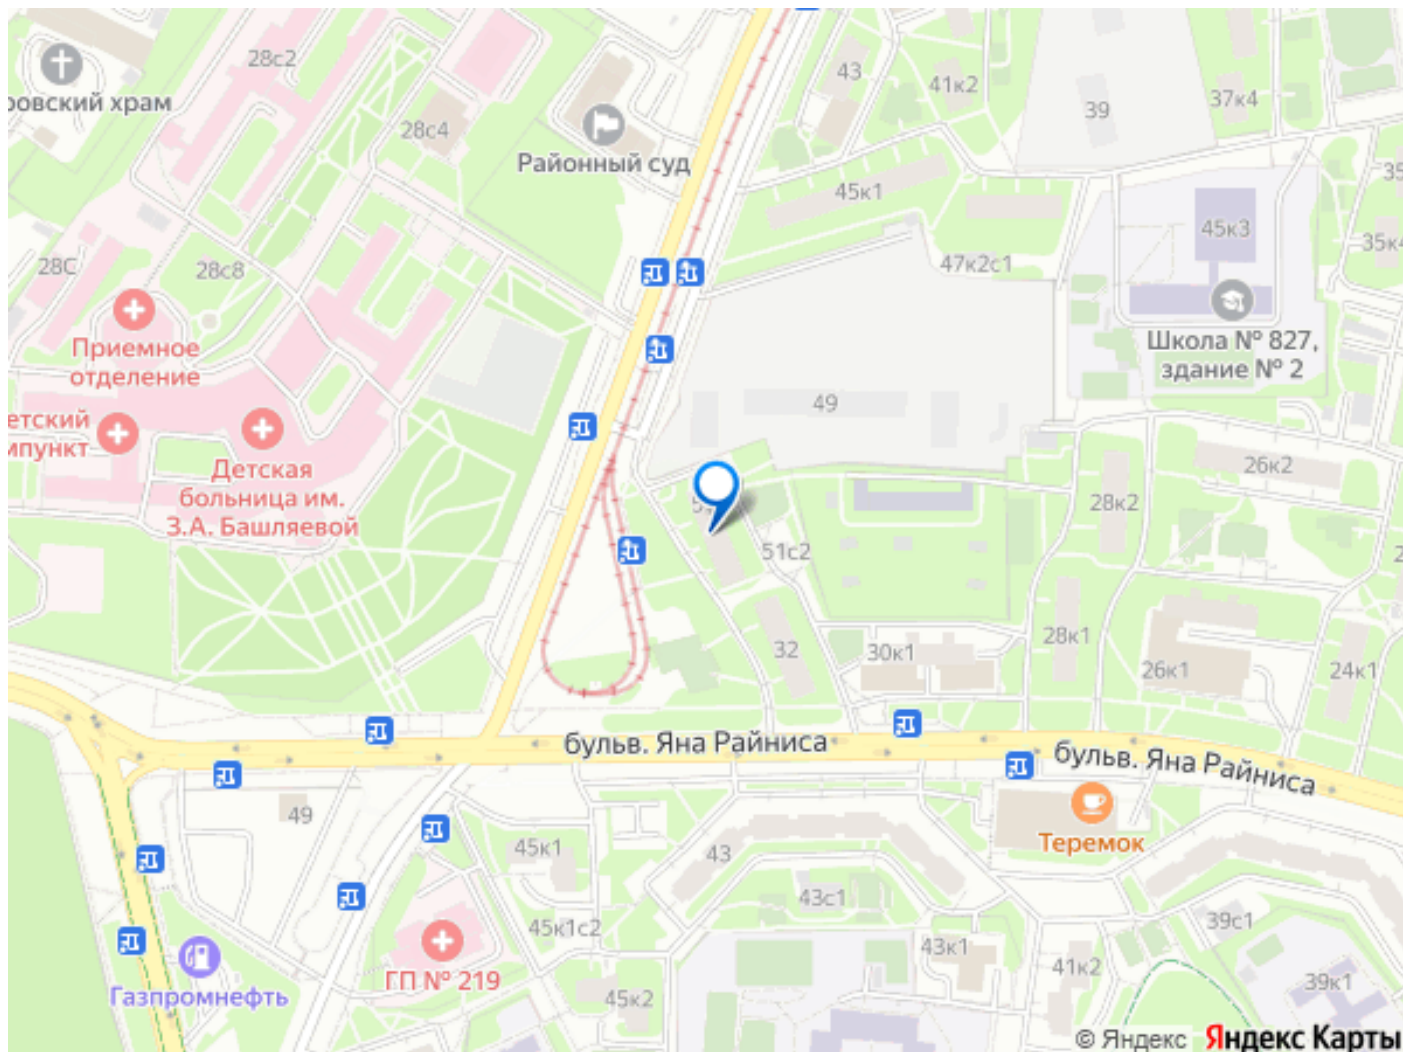 28с2
43
41к2
39
37к4
ровский храм
28с4
Районный суд
45к1
35
45к3
35к4
28С
28с8
47к2с1
Приемное
отделение
Школа № 827,
здание № 2
49
етский
мпункт
Детская
больница им.
З.А. Башляевой
26к2
28к2
51с2
32
30к1
28к1
26к1
24к1
бульв. Яна Райниса
бульв. Яна Райниса
49
45к1
43
Теремок
43с1
45к1с2
43к1
39с1
41к2
39к1
ГП № 219
Газпромнефть
45к2
© Яндекс Яндекс Карты